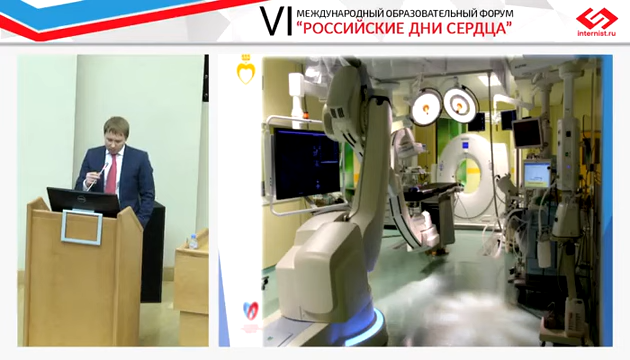 VI МЕЖДУНАРОДНЫЙ ОБРАЗОВАТЕЛЬНЫЙ ФОРУМ
“РОССИЙСКИЕ ДНИ СЕРДЦА”
internist.ru